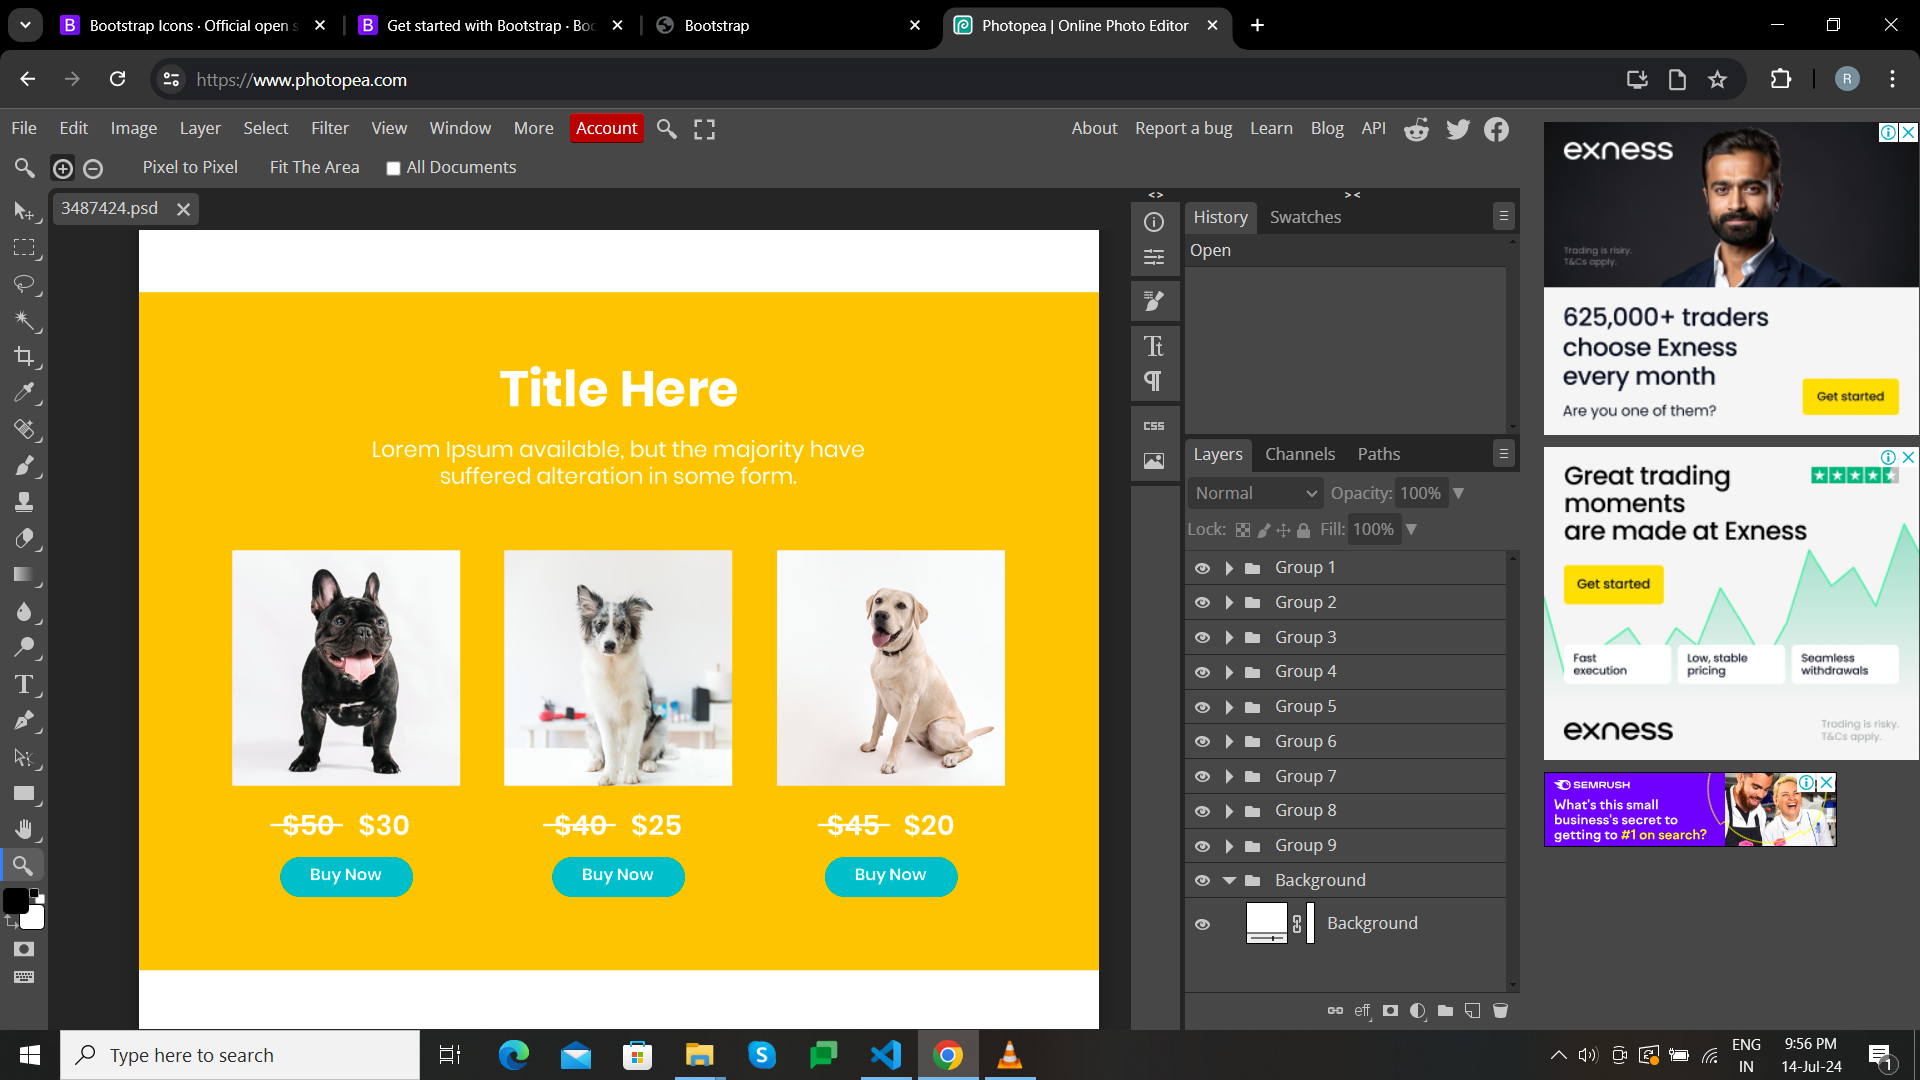 Bootstrap Icons · Official open s
Get started with Bootstrap · Boo
Bootstrap
Photopea | Online Photo Editor
https://www.photopea.com
R
File Edit Image Layer Select Filter View Window More Account
About Report a bug Learn Blog API
Pixel to Pixel Fit The Area All Documents
3487424.psd
Title Here
Lorem Ipsum available, but the majority have
suffered alteration in some form.
$50 $30
$40 $25
$45 $20
Buy Now
Buy Now
Buy Now
< >
> <
CSS
History Swatches
Open
Layers Channels Paths
Normal Opacity: 100%
Lock: Fill: 100%
Group 1
Group 2
Group 3
Group 4
Group 5
Group 6
Group 7
Group 8
Group 9
Background
Background
eff
exness
Trading is risky.
T&Cs apply.
625,000+ traders
choose Exness
every month
Are you one of them?
Get started
Great trading
moments
are made at Exness
Get started
Fast
execution
Low, stable
pricing
Seamless
withdrawals
exness
Trading is risky.
T&Cs apply.
SEMRUSH
What's this small
business's secret to
getting to #1 on search?
Type here to search
ENG
IN
9:56 PM
14-Jul-24
1